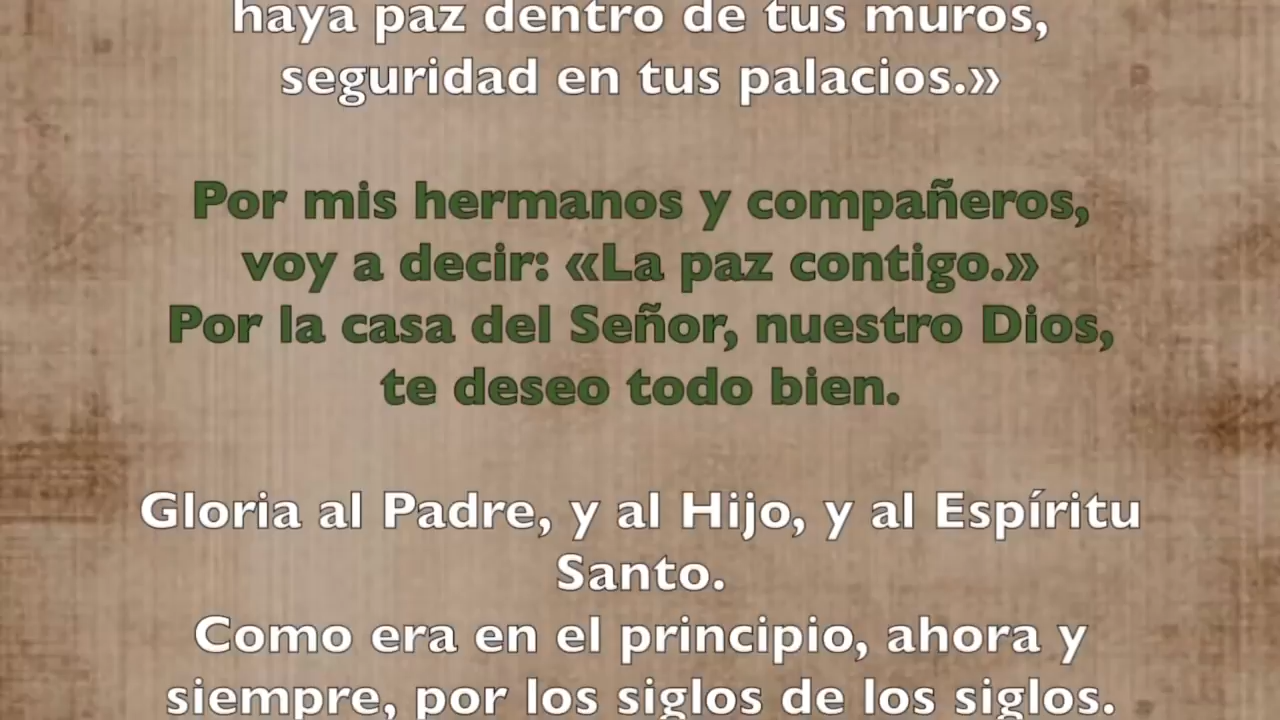 haya paz dentro de tus muros,
seguridad en tus palacios.»
Por mis hermanos y compañeros,
voy a decir: «La paz contigo.»
Por la casa del Señor, nuestro Dios,
te deseo todo bien.
Gloria al Padre, y al Hijo, y al Espíritu
Santo.
Como era en el principio, ahora y
siempre, por los siglos de los siglos.